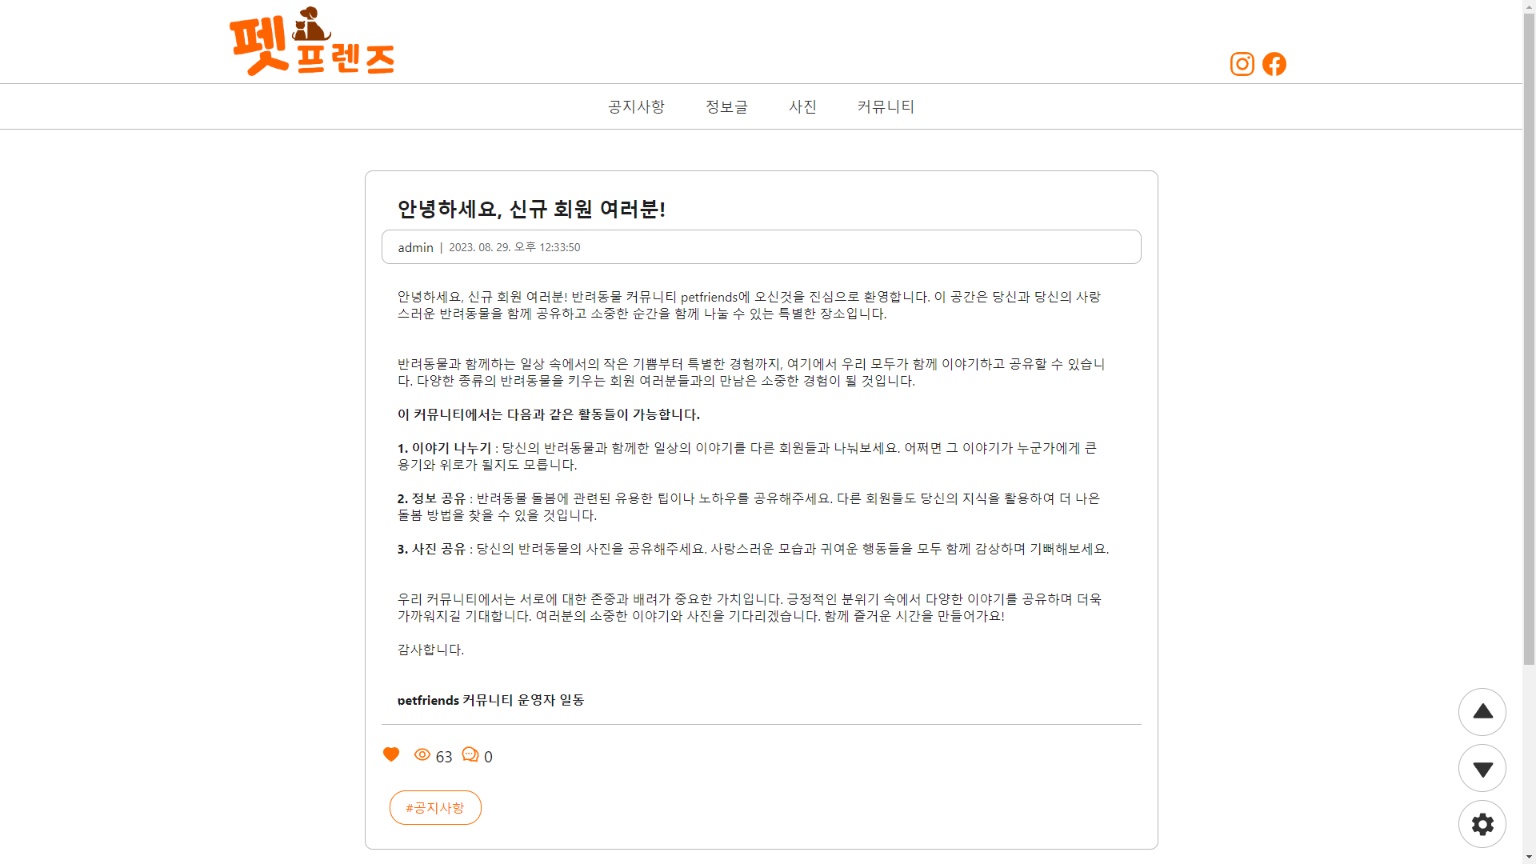 펫프렌즈
공지사항 정보글 사진 커뮤니티
안녕하세요, 신규 회원 여러분!
admin | 2023. 08. 29. 오후 12:33:50
안녕하세요, 신규 회원 여러분! 반려동물 커뮤니티 petfriends에 오신것을 진심으로 환영합니다. 이 공간은 당신과 당신의 사랑
스러운 반려동물을 함께 공유하고 소중한 순간을 함께 나눌 수 있는 특별한 장소입니다.
반려동물과 함께하는 일상 속에서의 작은 기쁨부터 특별한 경험까지, 여기에서 우리 모두가 함께 이야기하고 공유할 수 있습니
다. 다양한 종류의 반려동물을 키우는 회원 여러분들과의 만남은 소중한 경험이 될 것입니다.
이 커뮤니티에서는 다음과 같은 활동들이 가능합니다.
1. 이야기 나누기 : 당신의 반려동물과 함께한 일상의 이야기를 다른 회원들과 나눠보세요. 어쩌면 그 이야기가 누군가에게 큰
용기와 위로가 될지도 모릅니다.
2. 정보 공유 : 반려동물 돌봄에 관련된 유용한 팁이나 노하우를 공유해주세요. 다른 회원들도 당신의 지식을 활용하여 더 나은
돌봄 방법을 찾을 수 있을 것입니다.
3. 사진 공유 : 당신의 반려동물의 사진을 공유해주세요. 사랑스러운 모습과 귀여운 행동들을 모두 함께 감상하며 기뻐해보세요.
우리 커뮤니티에서는 서로에 대한 존중과 배려가 중요한 가치입니다. 긍정적인 분위기 속에서 다양한 이야기를 공유하며 더욱
가까워지길 기대합니다. 여러분의 소중한 이야기와 사진을 기다리겠습니다. 함께 즐거운 시간을 만들어가요!
감사합니다.
petfriends 커뮤니티 운영자 일동
63 0
#공지사항